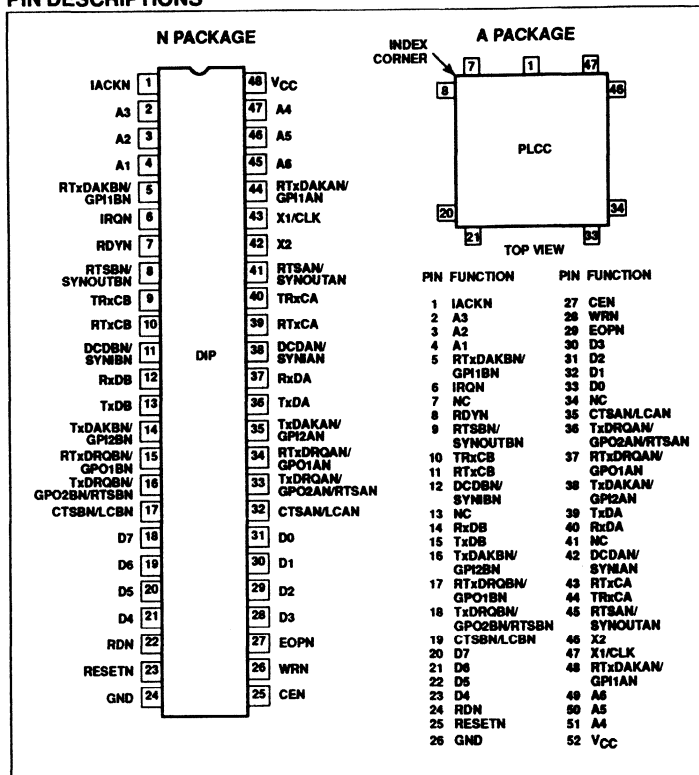 PIN DESCRIPTIONS
N PACKAGE
IACKN 1
A3 2
A2 3
A1 4
RTxDAKBN/
GPI1BN 5
IRQN 6
RDYN 7
RTSBN/
SYNOUTBN 8
TRxCB 9
RTxCB 10
DCDBN/
SYNIBN 11
RxDB 12
TxDB 13
TxDAKBN/
GPI2BN 14
RTxDRQBN/
GPO1BN 15
TxDRQBN/
GPO2BN/RTSBN 16
CTSBN/LCBN 17
D7 18
D6 19
D5 20
D4 21
RDN 22
RESETN 23
GND 24
DIP
48 VCC
47 A4
46 A5
45 A6
44 RTxDAKAN/
GPI1AN
43 X1/CLK
42 X2
41 RTSAN/
SYNOUTAN
40 TRxCA
39 RTxCA
38 DCDAN/
SYNIAN
37 RxDA
36 TxDA
35 TxDAKAN/
GPI2AN
34 RTxDRQAN/
GPO1AN
33 TxDRQAN/
GPO2AN/RTSAN
32 CTSAN/LCAN
31 D0
30 D1
29 D2
28 D3
27 EOPN
26 WRN
25 CEN
A PACKAGE
INDEX
CORNER
7 1 47
8 46
PLCC
20 34
21 33
TOP VIEW
PIN FUNCTION
1 IACKN
2 A3
3 A2
4 A1
5 RTxDAKBN/
GPI1BN
6 IRQN
7 NC
8 RDYN
9 RTSBN/
SYNOUTBN
10 TRxCB
11 RTxCB
12 DCDBN/
SYNIBN
13 NC
14 RxDB
15 TxDB
16 TxDAKBN/
GPI2BN
17 RTxDRQBN/
GPO1BN
18 TxDRQBN/
GPO2BN/RTSBN
19 CTSBN/LCBN
20 D7
21 D6
22 D5
23 D4
24 RDN
25 RESETN
26 GND
PIN FUNCTION
27 CEN
28 WRN
29 EOPN
30 D3
31 D2
32 D1
33 D0
34 NC
35 CTSAN/LCAN
36 TxDRQAN/
GPO2AN/RTSAN
37 RTxDRQAN/
GPO1AN
38 TxDAKAN/
GPI2AN
39 TxDA
40 RxDA
41 NC
42 DCDAN/
SYNIAN
43 RTxCA
44 TRxCA
45 RTSAN/
SYNOUTAN
46 X2
47 X1/CLK
48 RTxDAKAN/
GPI1AN
49 A6
50 A5
51 A4
52 VCC